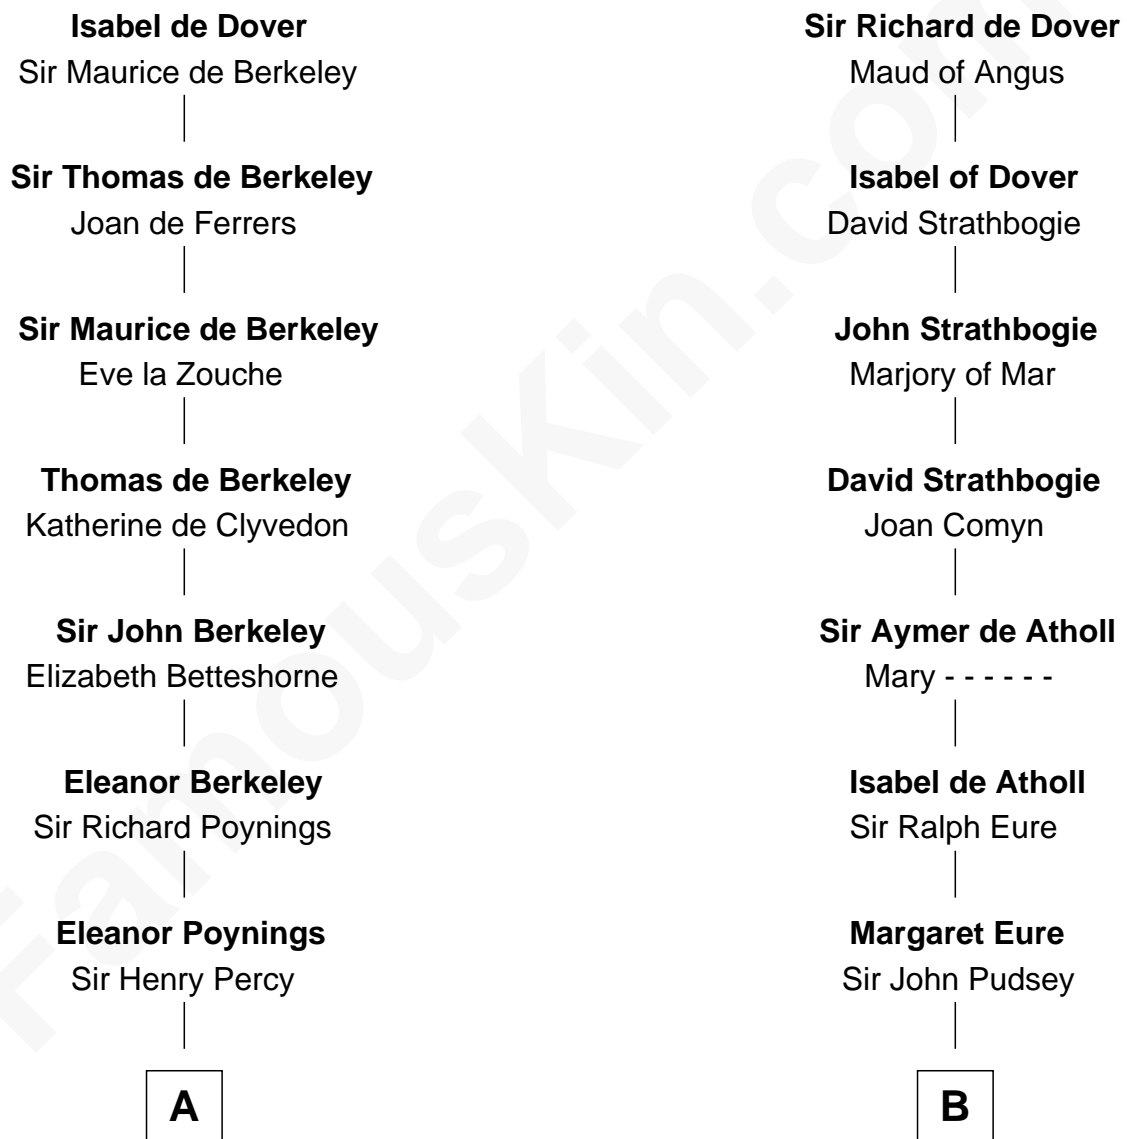 Isabel de Dover
Sir Maurice de Berkeley
Sir Thomas de Berkeley
Joan de Ferrers
Sir Maurice de Berkeley
Eve la Zouche
Thomas de Berkeley
Katherine de Clyvedon
Sir John Berkeley
Elizabeth Betteshorne
Eleanor Berkeley
Sir Richard Poynings
Eleanor Poynings
Sir Henry Percy
A
Sir Richard de Dover
Maud of Angus
Isabel of Dover
David Strathbogie
John Strathbogie
Marjory of Mar
David Strathbogie
Joan Comyn
Sir Aymer de Atholl
Mary - - - - - -
Isabel de Atholl
Sir Ralph Eure
Margaret Eure
Sir John Pudsey
B
FamousKin.com